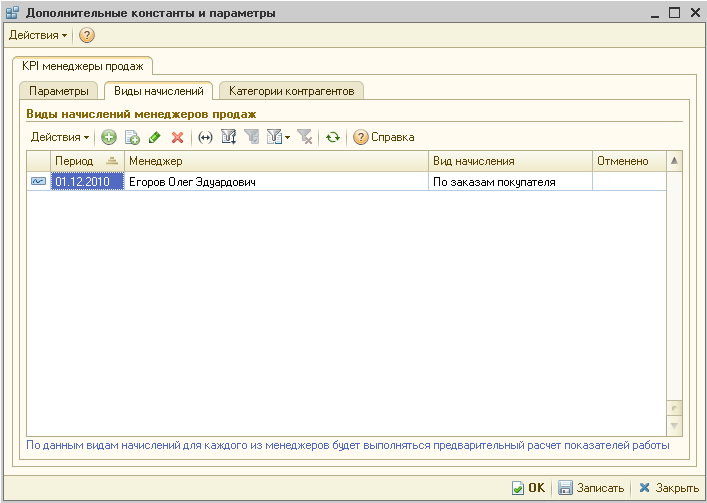 Дополнительные константы и параметры
Действия
KPI менеджеры продаж
Параметры Виды начислений Категории контрагентов
Виды начислений менеджеров продаж
Действия Справка
Период Менеджер Вид начисления Отменено
01.12.2010 Егоров Олег Эдуардович По заказам покупателя
По данным видам начислений для каждого из менеджеров будет выполняться предварительный расчет показателей работы
OK Записать Закрыть